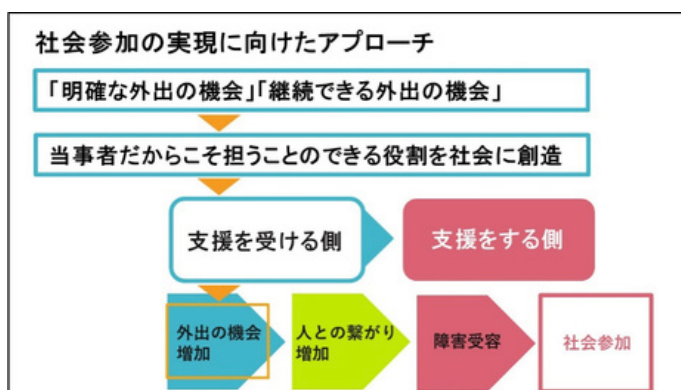 社会参加の実現に向けたアプローチ
「明確な外出の機会」「継続できる外出の機会」
当事者だからこそ担うことのできる役割を社会に創造
支援を受ける側
支援をする側
外出の機会
増加
人との繋がり
増加
障害受容
社会参加